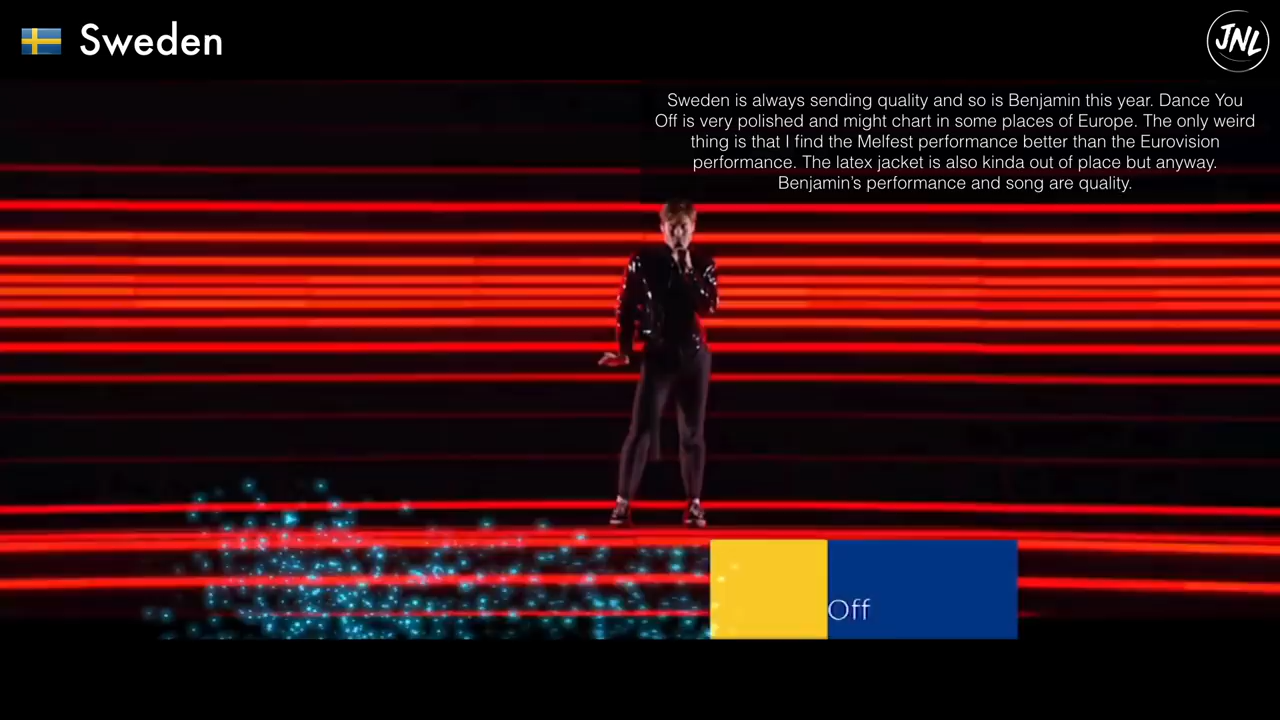 Sweden
JNL
Sweden is always sending quality and so is Benjamin this year. Dance You
Off is very polished and might chart in some places of Europe. The only weird
thing is that I find the Melfest performance better than the Eurovision
performance. The latex jacket is also kinda out of place but anyway.
Benjamin's performance and song are quality.
Off